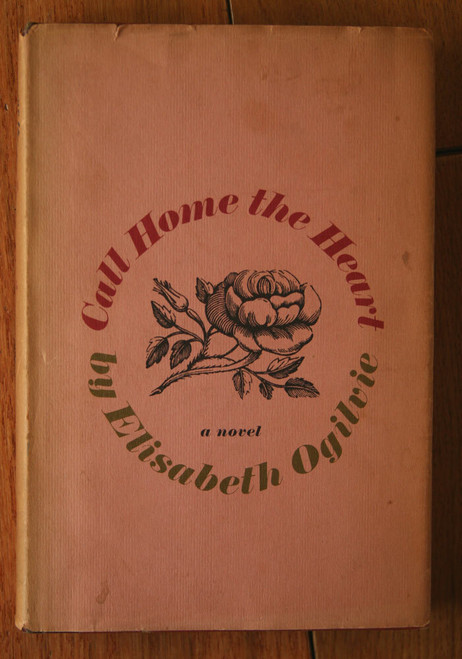 Call Home the Heart
a novel
by Elisabeth Ogilvie